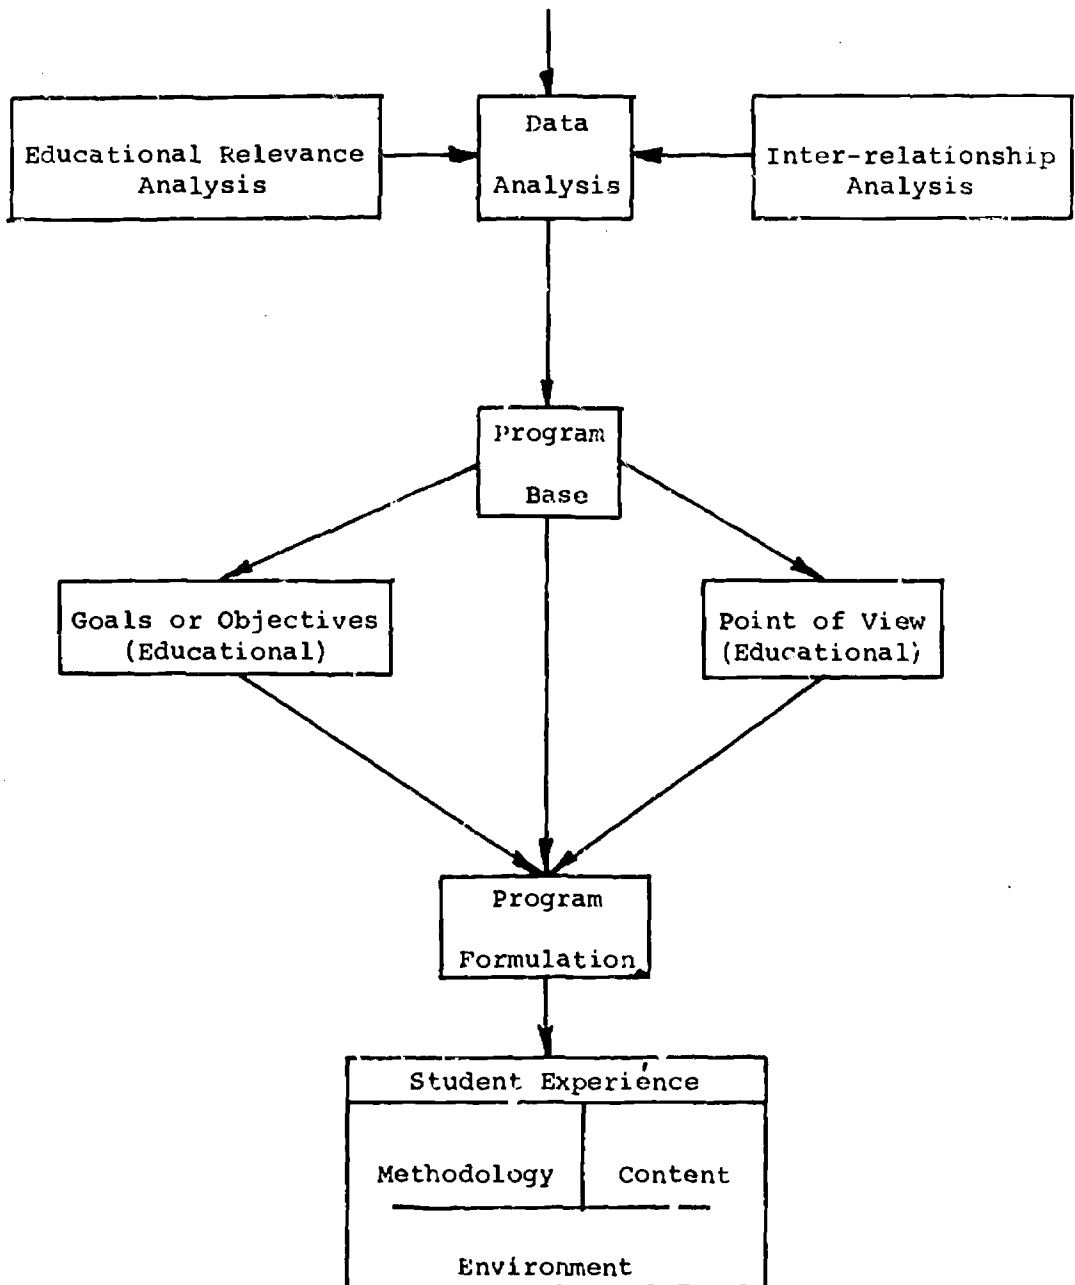 Data
Analysis
Educational Relevance
Analysis
Inter-relationship
Analysis
Program
Base
Goals or Objectives
(Educational)
Point of View
(Educational)
Program
Formulation
Student Experience
Methodology
Content
Environment